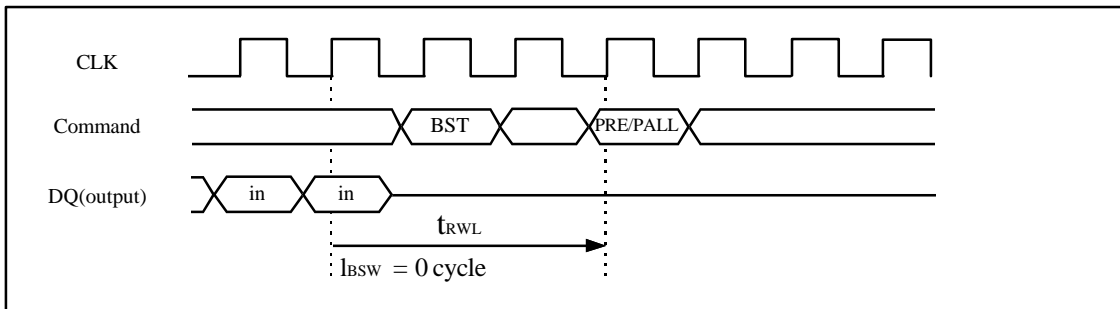 CLK
Command
BST
PRE/PALL
DQ(output)
in
in
tRWL
lBSW = 0 cycle